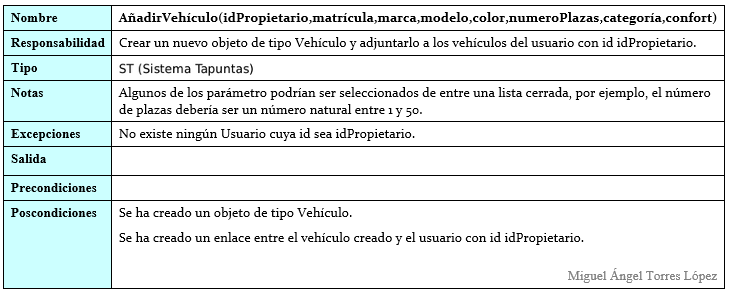 Nombre AñadirVehículo(idPropietario,matrícula,marca,modelo,color,numeroPlazas,categoría,confort)
Responsabilidad Crear un nuevo objeto de tipo Vehículo y adjuntarlo a los vehículos del usuario con id idPropietario.
Tipo ST (Sistema Tapuntas)
Notas Algunos de los parámetro podrían ser seleccionados de entre una lista cerrada, por ejemplo, el número
de plazas debería ser un número natural entre 1 y 50.
Excepciones No existe ningún Usuario cuya id sea idPropietario.
Salida
Precondiciones
Poscondiciones Se ha creado un objeto de tipo Vehículo.
Se ha creado un enlace entre el vehículo creado y el usuario con id idPropietario.
Miguel Ángel Torres López